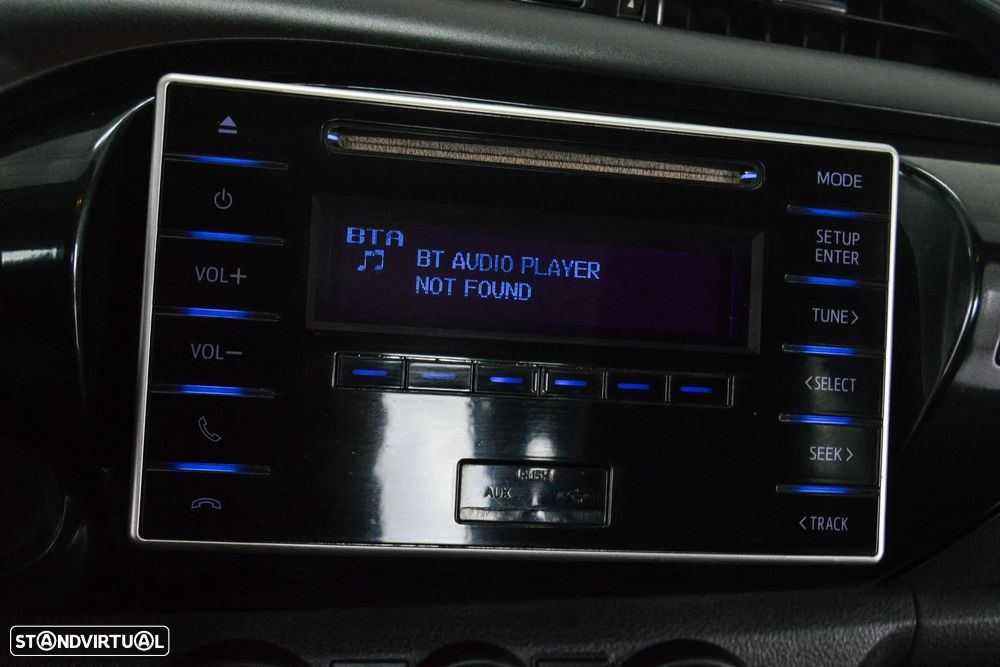 MODE
VOL+
VOL–
BTA
BT AUDIO PLAYER
NOT FOUND
SETUP
ENTER
TUNE>
<SELECT
SEEK>
<TRACK
AUX
STANDVIRTUAL